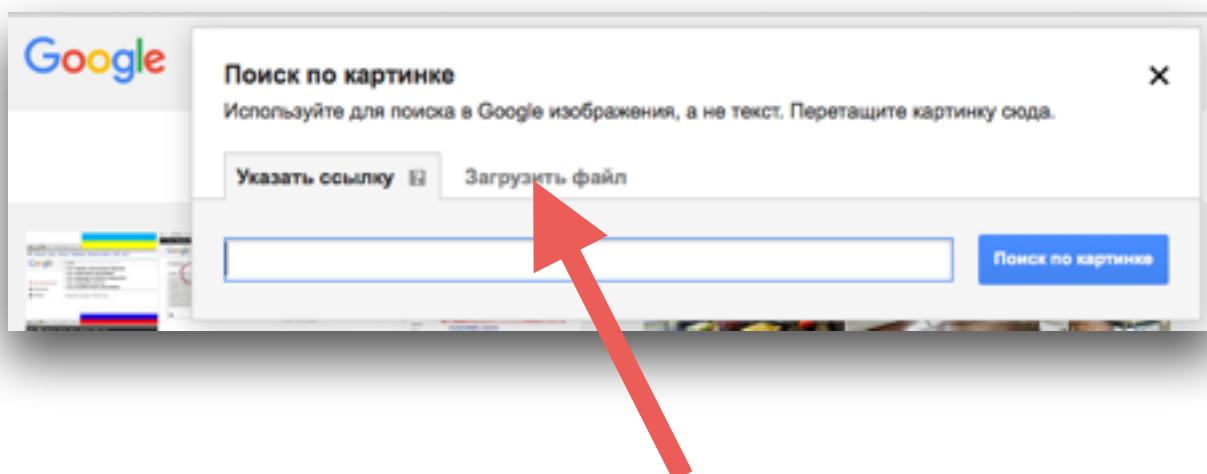 Google
Поиск по картинке
Используйте для поиска в Google изображения, а не текст. Перетащите картинку сюда.
Указать ссылку
Загрузить файл
Поиск по картинке